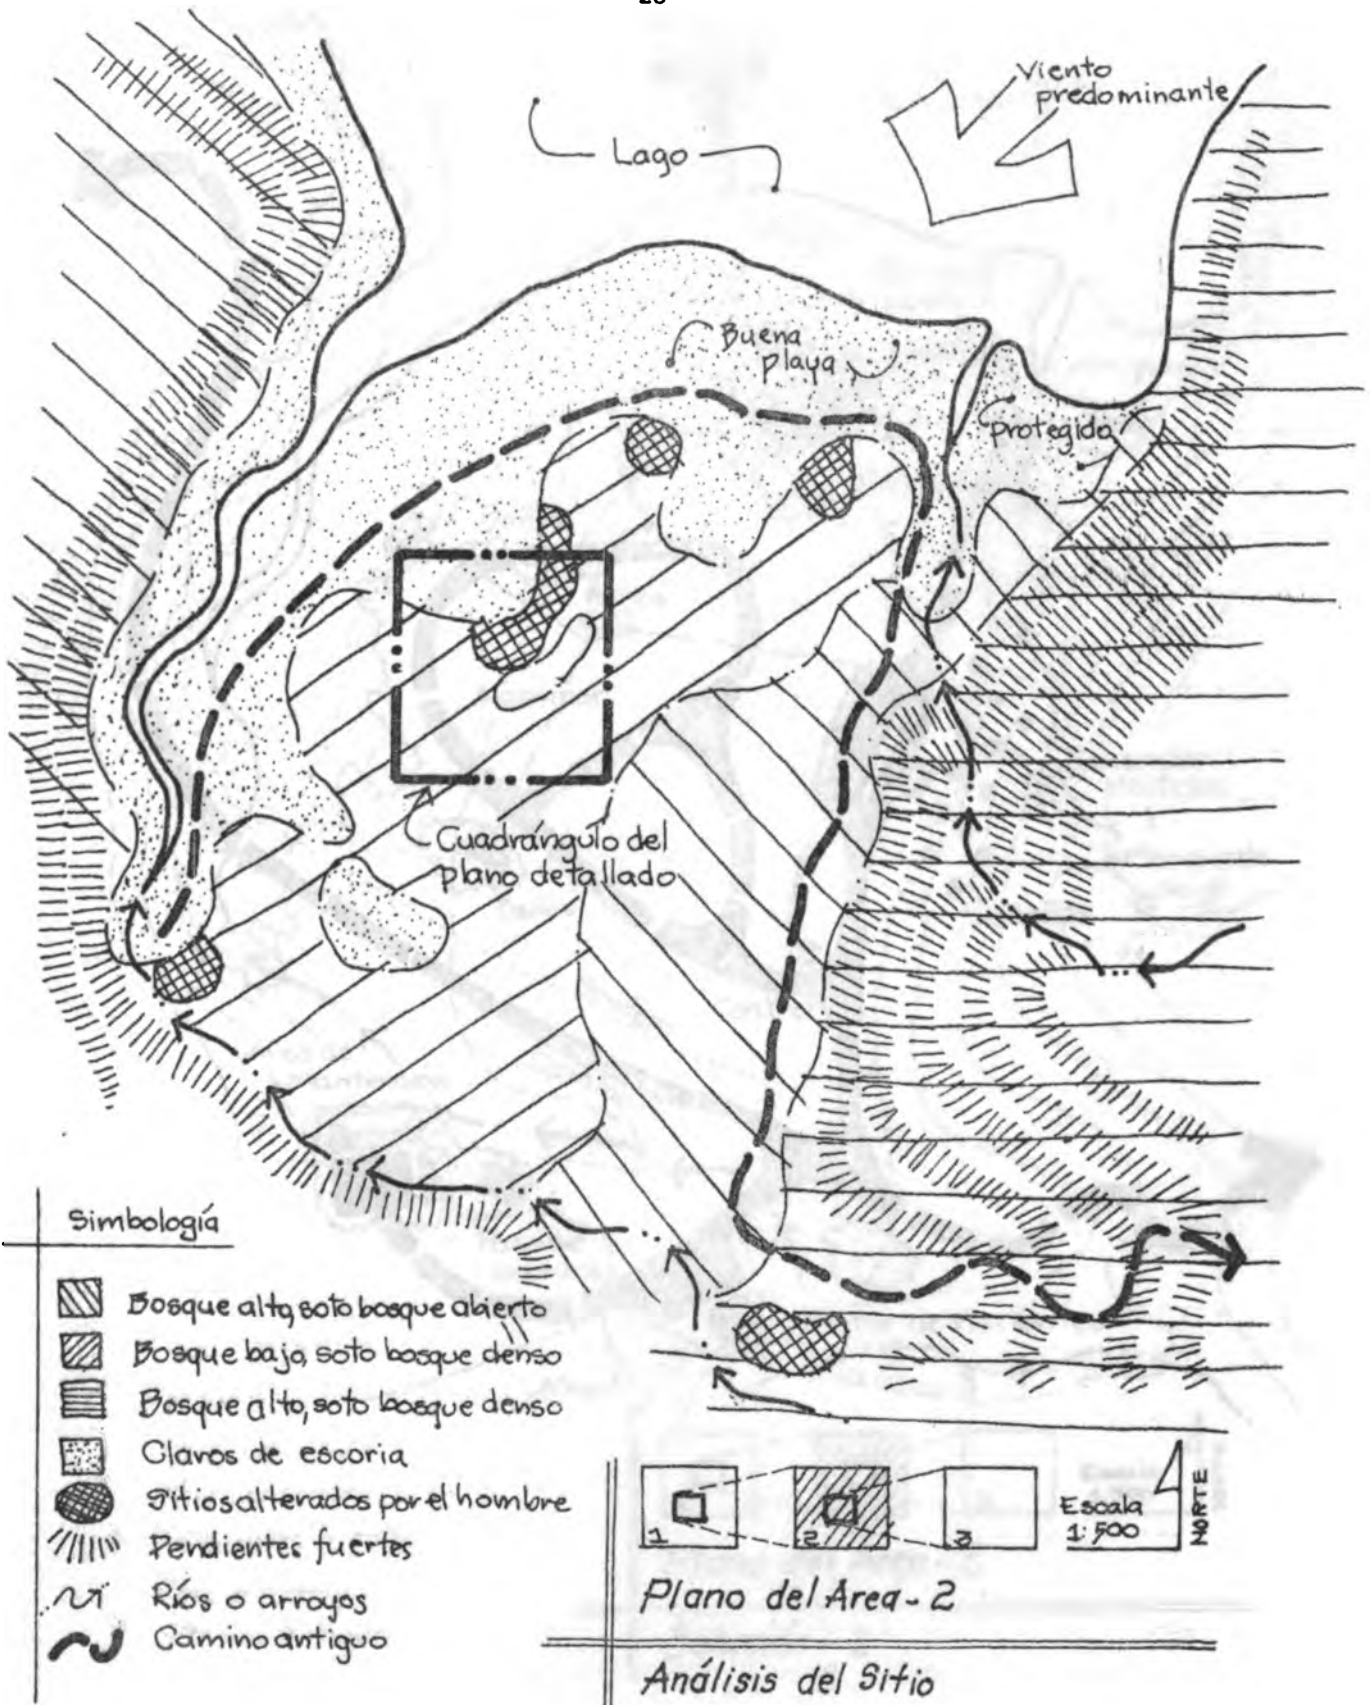 Viento
predominante
Lago
Buena
playa
protegido
Cuadrángulo del
plano detallado
Simbología
Bosque alto, soto bosque abierto
Bosque bajo, soto bosque denso
Bosque alto, soto bosque denso
Claros de escoria
Sitios alterados por el hombre
Pendientes fuertes
Ríos o arroyos
Camino antiguo
1
2
3
Escala
1:500
NORTE
Plano del Area-2
Análisis del Sitio